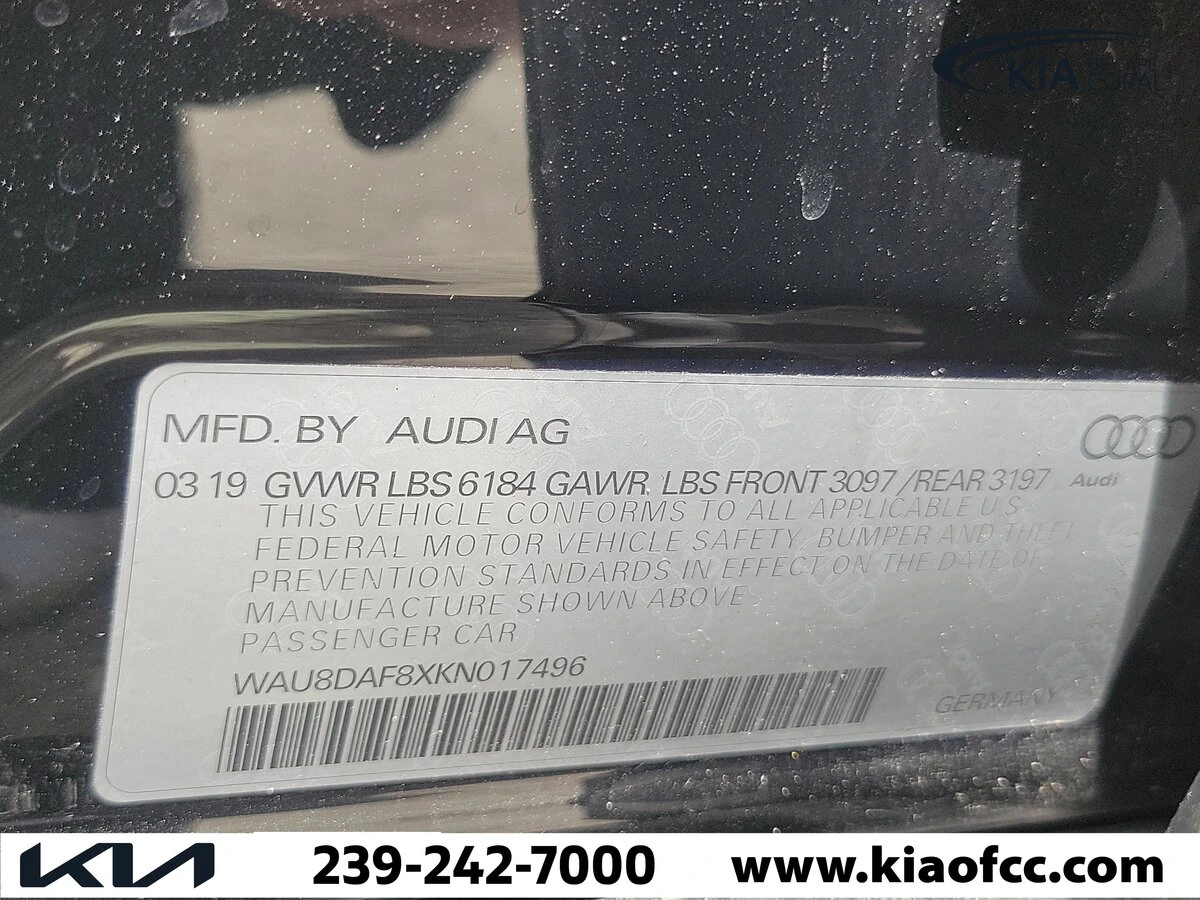 KIA
MFD. BY AUDI AG
03 19 GVWR LBS 6184 GAWR LBS FRONT 3097 /REAR 3197
Audi
THIS VEHICLE CONFORMS TO ALL APPLICABLE U S
FEDERAL MOTOR VEHICLE SAFETY, BUMPER AND THEFT
PREVENTION STANDARDS IN EFFECT ON THE DATE OF
MANUFACTURE SHOWN ABOVE
PASSENGER CAR
WAU8DAF8XKN017496
GERMANY
KIA 239-242-7000 www.kiaofcc.com